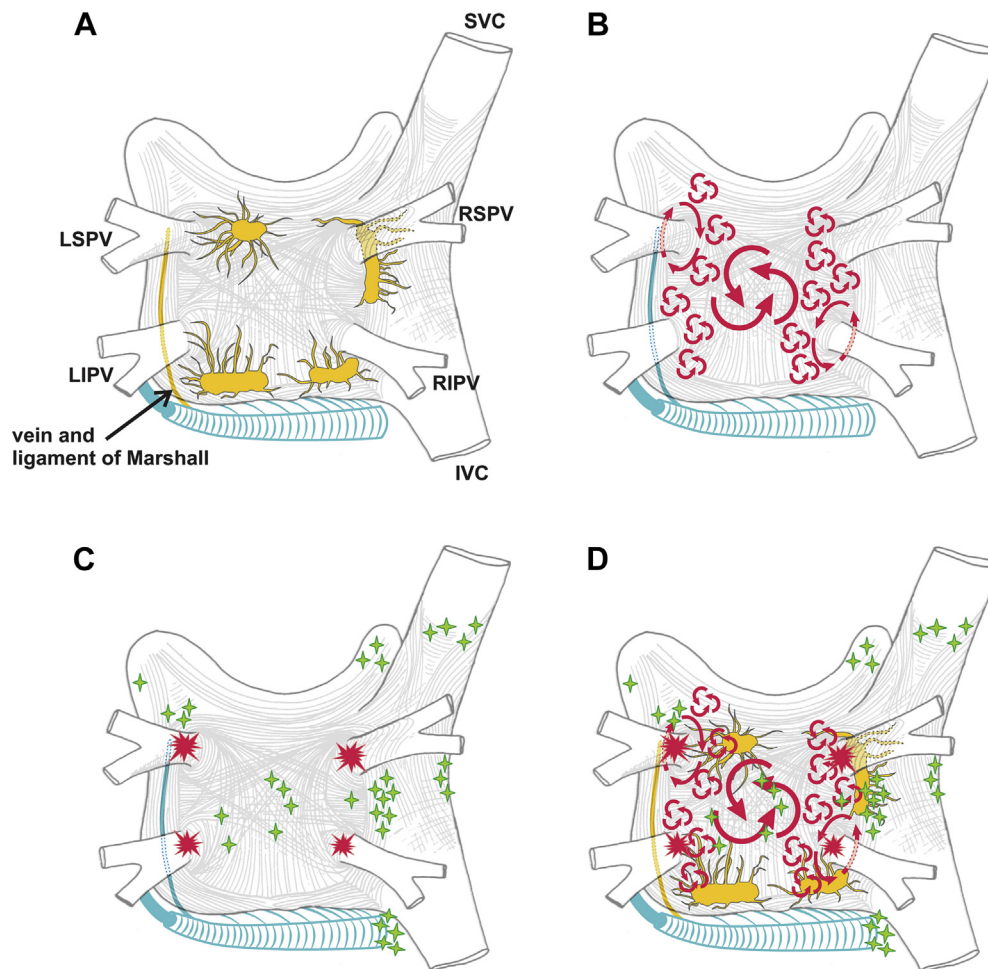 A
SVC
B
LSPV
RSPV
LIPV
RIPV
vein and
ligament of Marshall
IVC
C
D